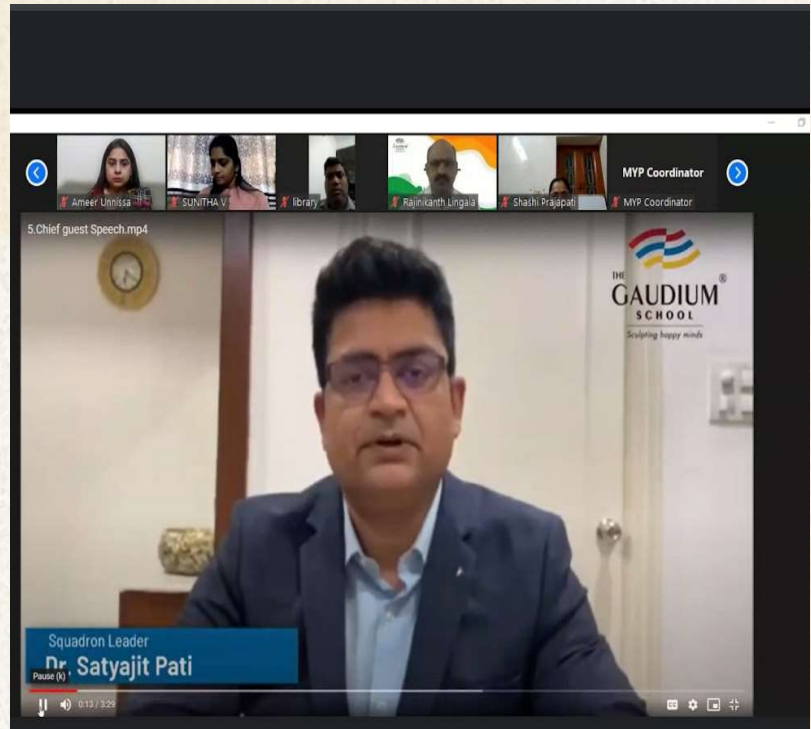 Ameer Unnissa
SUNITHA V
library
Rajinikanth Lingala
Shashi Prajapati
MYP Coordinator
MYP Coordinator
5.Chief guest Speech.mp4
THE
GAUDIUM®
SCHOOL
Sculpting happy minds
Squadron Leader
Dr. Satyajit Pati
Pause (k)
0:13 / 3:29
CC